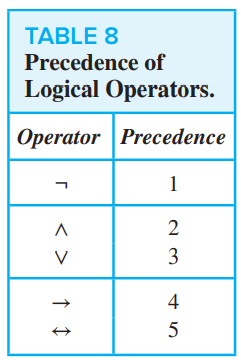 TABLE 8
Precedence of
Logical Operators.
Operator Precedence
¬ 1
∧ 2
∨ 3
→ 4
↔ 5